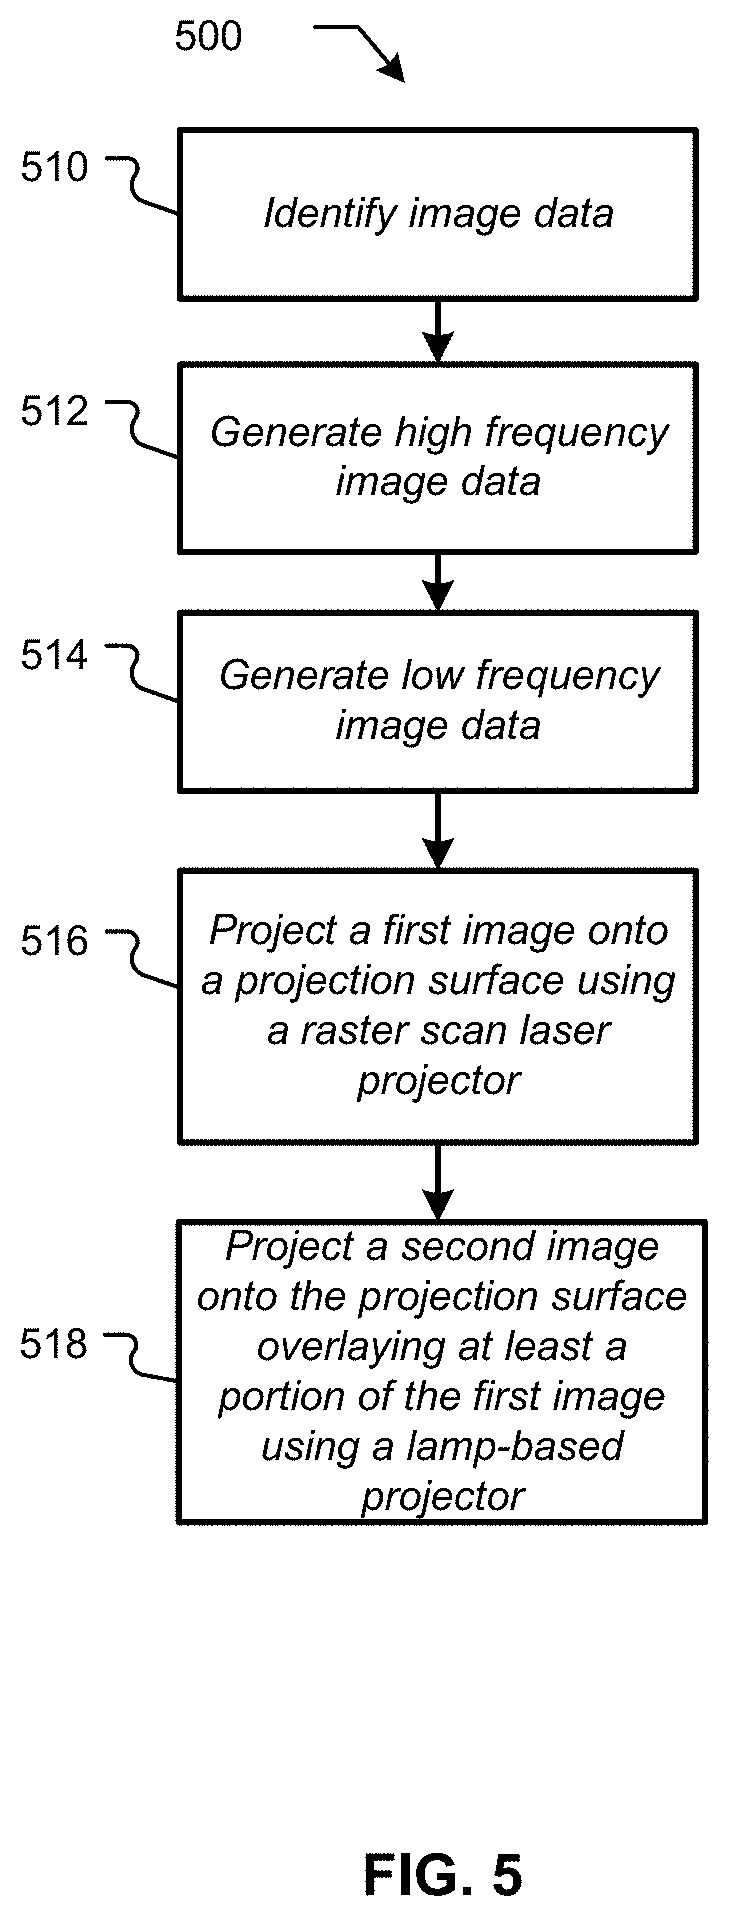 500
510
Identify image data
512
Generate high frequency
image data
514
Generate low frequency
image data
516
Project a first image onto
a projection surface using
a raster scan laser
projector
518
Project a second image
onto the projection surface
overlaying at least a
portion of the first image
using a lamp-based
projector
FIG. 5